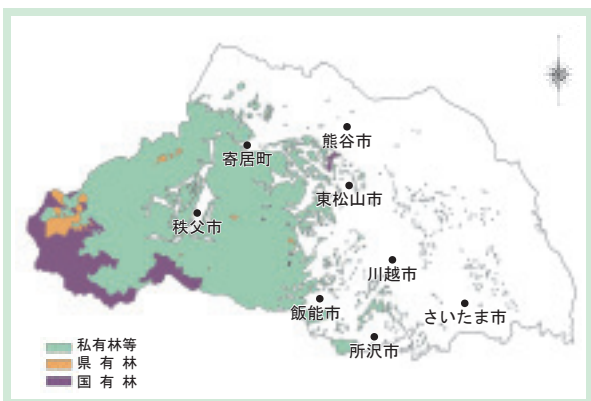 熊谷市
寄居町
東松山市
秩父市
川越市
飯能市
さいたま市
所沢市
私有林等
県 有 林
国 有 林